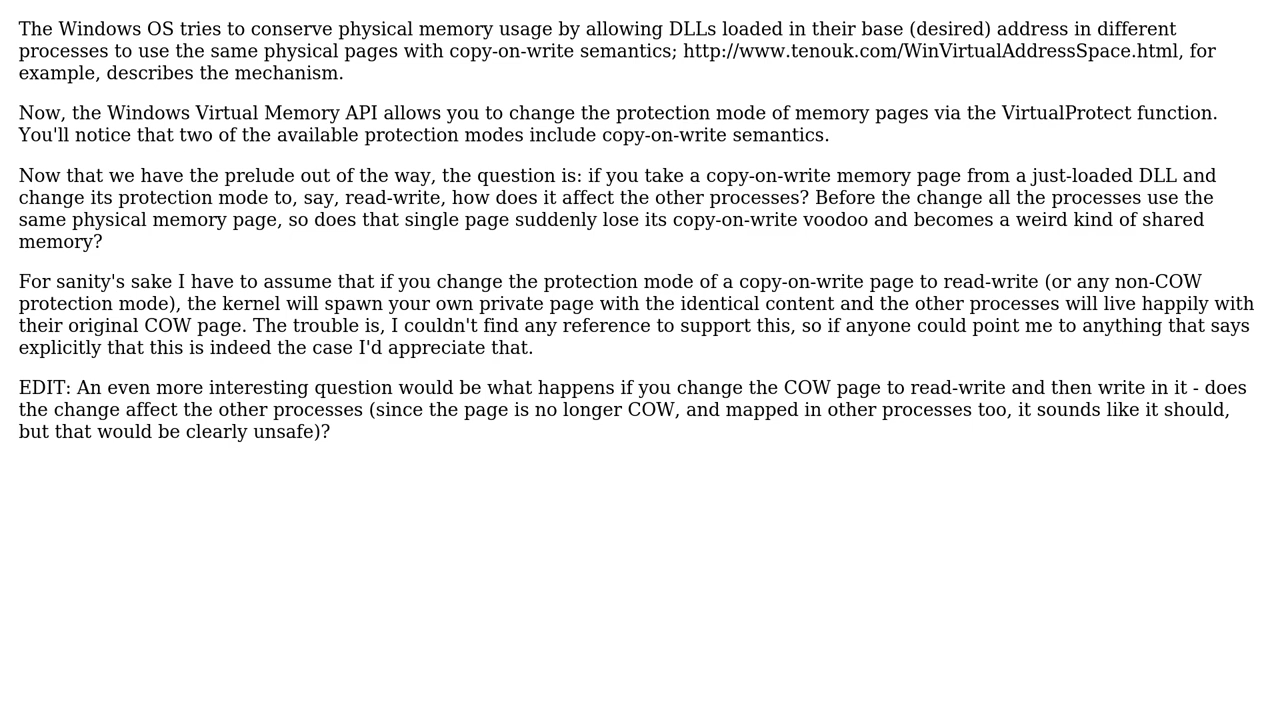 The Windows OS tries to conserve physical memory usage by allowing DLLs loaded in their base (desired) address in different
processes to use the same physical pages with copy-on-write semantics; http://www.tenouk.com/WinVirtualAddressSpace.html, for
example, describes the mechanism.
Now, the Windows Virtual Memory API allows you to change the protection mode of memory pages via the VirtualProtect function.
You'll notice that two of the available protection modes include copy-on-write semantics.
Now that we have the prelude out of the way, the question is: if you take a copy-on-write memory page from a just-loaded DLL and
change its protection mode to, say, read-write, how does it affect the other processes? Before the change all the processes use the
same physical memory page, so does that single page suddenly lose its copy-on-write voodoo and becomes a weird kind of shared
memory?
For sanity's sake I have to assume that if you change the protection mode of a copy-on-write page to read-write (or any non-COW
protection mode), the kernel will spawn your own private page with the identical content and the other processes will live happily with
their original COW page. The trouble is, I couldn't find any reference to support this, so if anyone could point me to anything that says
explicitly that this is indeed the case I'd appreciate that.
EDIT: An even more interesting question would be what happens if you change the COW page to read-write and then write in it - does
the change affect the other processes (since the page is no longer COW, and mapped in other processes too, it sounds like it should,
but that would be clearly unsafe)?